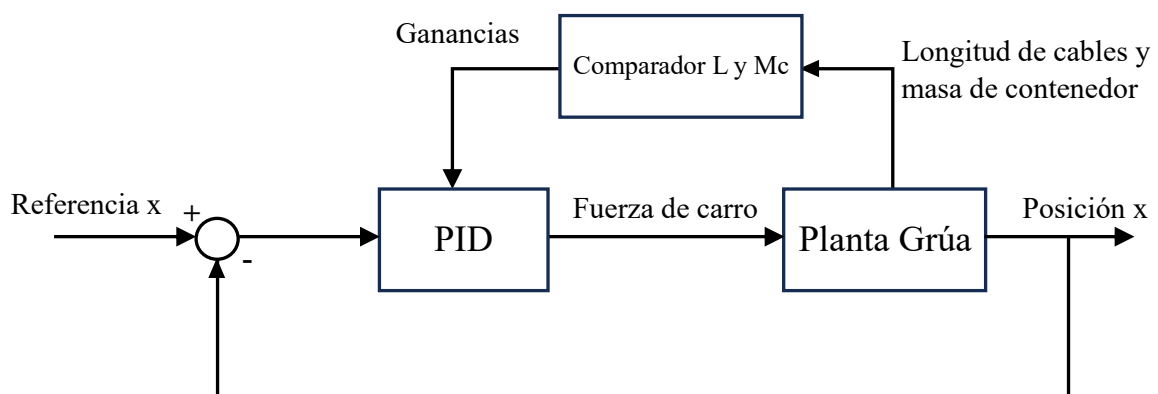 Ganancias
Comparador L y Mc
Longitud de cables y
masa de contenedor
Referencia x
+
-
PID
Fuerza de carro
Planta Grúa
Posición x